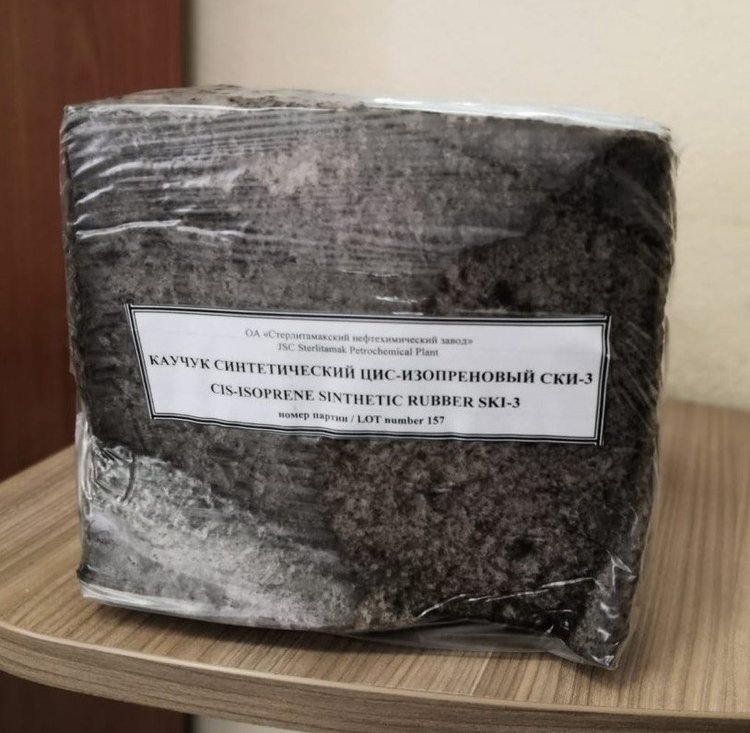 ОА «Стерлитамакский нефтехимический завод»
JSC Sterlitamak Petrochemical Plant
КАУЧУК СИНТЕТИЧЕСКИЙ ЦИС-ИЗОПРЕНОВЫЙ СКИ-3
CIS-ISOPRENE SINTHETIC RUBBER SKI-3
номер партии / LOT number 157